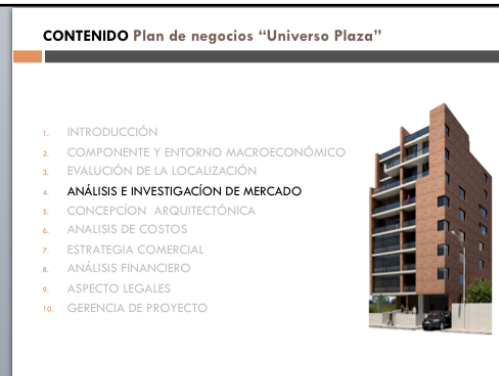 CONTENIDO Plan de negocios “Universo Plaza”
1. INTRODUCCIÓN
2. COMPONENTE Y ENTORNO MACROECONÓMICO
3. EVALUCIÓN DE LA LOCALIZACIÓN
4. ANÁLISIS E INVESTIGACÍON DE MERCADO
5. CONCEPCÍON ARQUITECTÓNICA
6. ANALISIS DE COSTOS
7. ESTRATEGIA COMERCIAL
8. ANÁLISIS FINANCIERO
9. ASPECTO LEGALES
10. GERENCIA DE PROYECTO